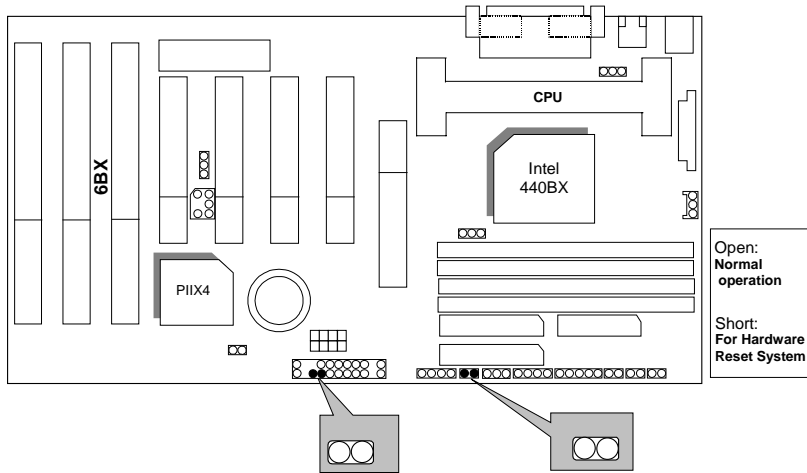 CPU
6BX
Intel
440BX
PIIX4
Open:
Normal
operation
Short:
For Hardware
Reset System